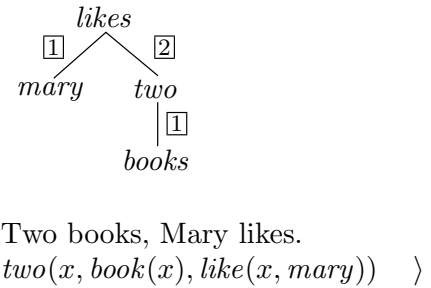 likes
1 2
mary two
1
books
Two books, Mary likes.
two(x, book(x), like(x, mary)) ⟩